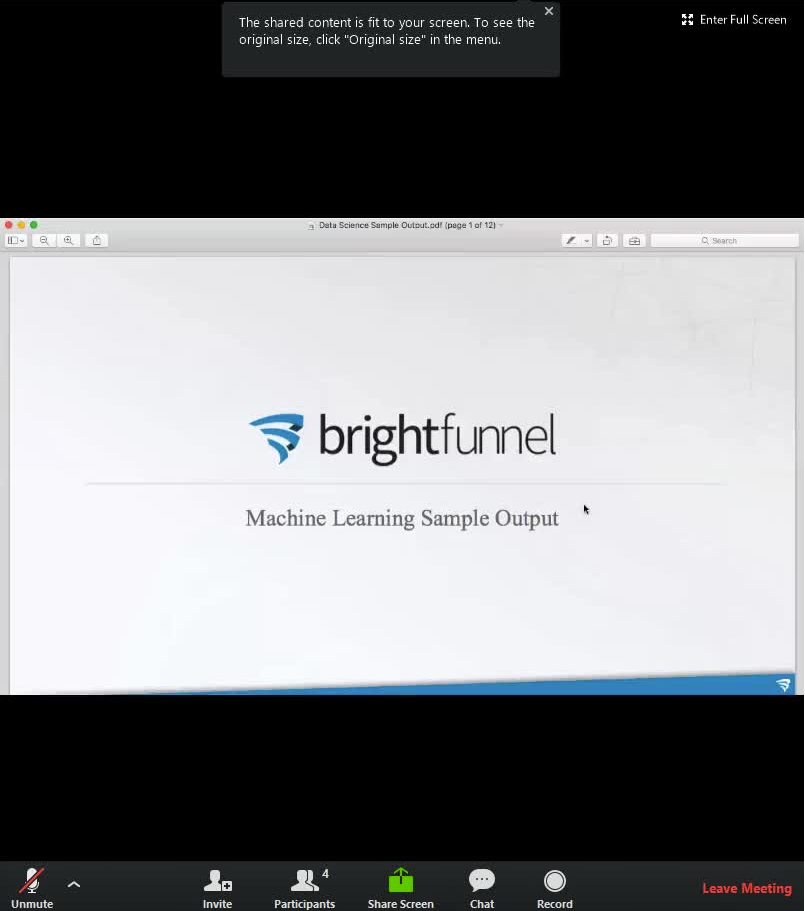 The shared content is fit to your screen. To see the
original size, click "Original size" in the menu.
Enter Full Screen
Data Science Sample Output.pdf (page 1 of 12)
Search
brightfunnel
Machine Learning Sample Output
4
Unmute
Invite
Participants
Share Screen
Chat
Record
Leave Meeting